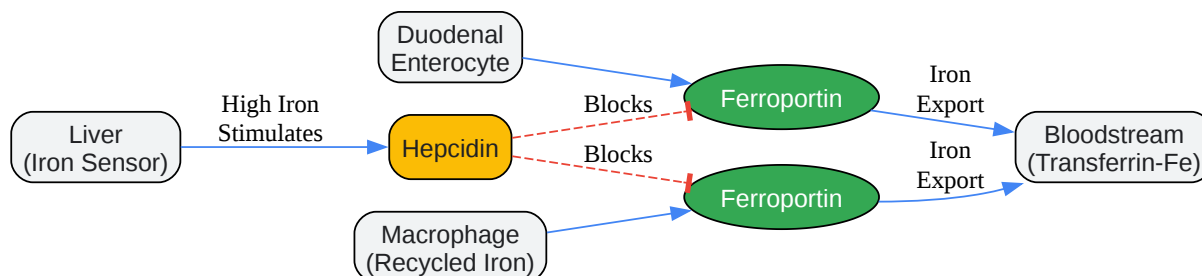 Duodenal
Enterocyte
Liver
(Iron Sensor)
High Iron
Stimulates
Hepcidin
Blocks
Blocks
Ferroportin
Ferroportin
Macrophage
(Recycled Iron)
Iron
Export
Iron
Export
Bloodstream
(Transferrin-Fe)